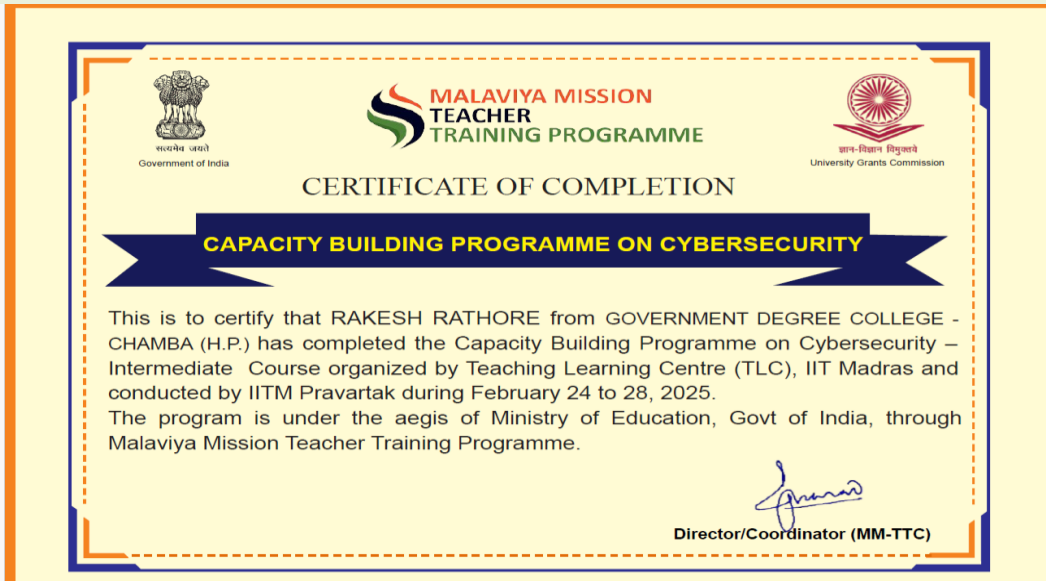 MALAVIYA MISSION
TEACHER
TRAINING PROGRAMME
सत्यमेव जयते
Government of India
ज्ञान-विज्ञान विमुक्तये
University Grants Commission
CERTIFICATE OF COMPLETION
CAPACITY BUILDING PROGRAMME ON CYBERSECURITY
This is to certify that RAKESH RATHORE from GOVERNMENT DEGREE COLLEGE -
CHAMBA (H.P.) has completed the Capacity Building Programme on Cybersecurity –
Intermediate Course organized by Teaching Learning Centre (TLC), IIT Madras and
conducted by IITM Pravartak during February 24 to 28, 2025.
The program is under the aegis of Ministry of Education, Govt of India, through
Malaviya Mission Teacher Training Programme.
Director/Coordinator (MM-TTC)